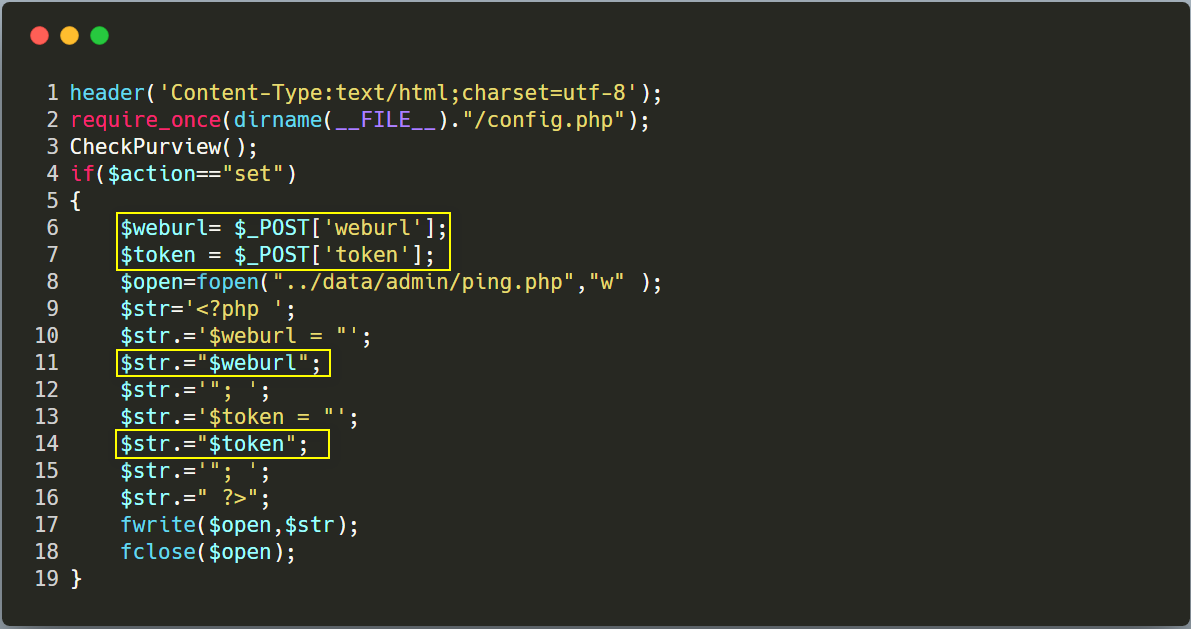 1 header('Content-Type:text/html;charset=utf-8');
2 require_once(dirname(__FILE__)."/config.php");
3 CheckPurview();
4 if($action=="set")
5 {
6     $weburl= $_POST['weburl'];
7     $token = $_POST['token'];
8     $open=fopen("../data/admin/ping.php","w" );
9     $str='<?php ';
10     $str.='$weburl = "';
11     $str.="$weburl";
12     $str.='"; ';
13     $str.='$token = "';
14     $str.="$token";
15     $str.='"; ';
16     $str.=" ?>";
17     fwrite($open,$str);
18     fclose($open);
19 }